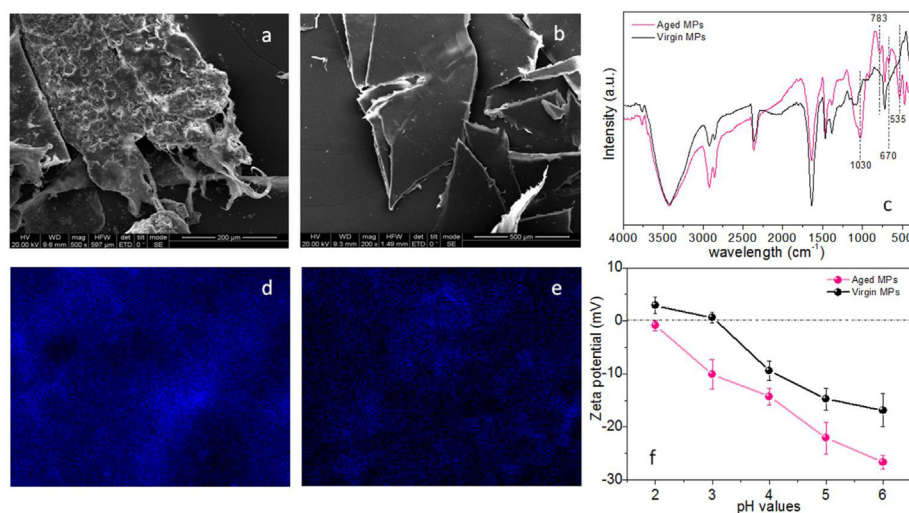 a
HV WD mag HFW det tilt mode
20.00 kV 9.6 mm 500 x 597 µm ETD 0 ° SE
200 µm
b
HV WD mag HFW det tilt mode
20.00 kV 9.3 mm 200 x 1.49 mm ETD 0 ° SE
500 µm
Aged MPs
Virgin MPs
783
1030
670
535
c
Intensity (a.u.)
4000 3500 3000 2500 2000 1500 1000 500
wavelength (cm⁻¹)
d
e
Aged MPs
Virgin MPs
10
0
-10
-20
-30
Zeta potential (mV)
f
2 3 4 5 6
pH values